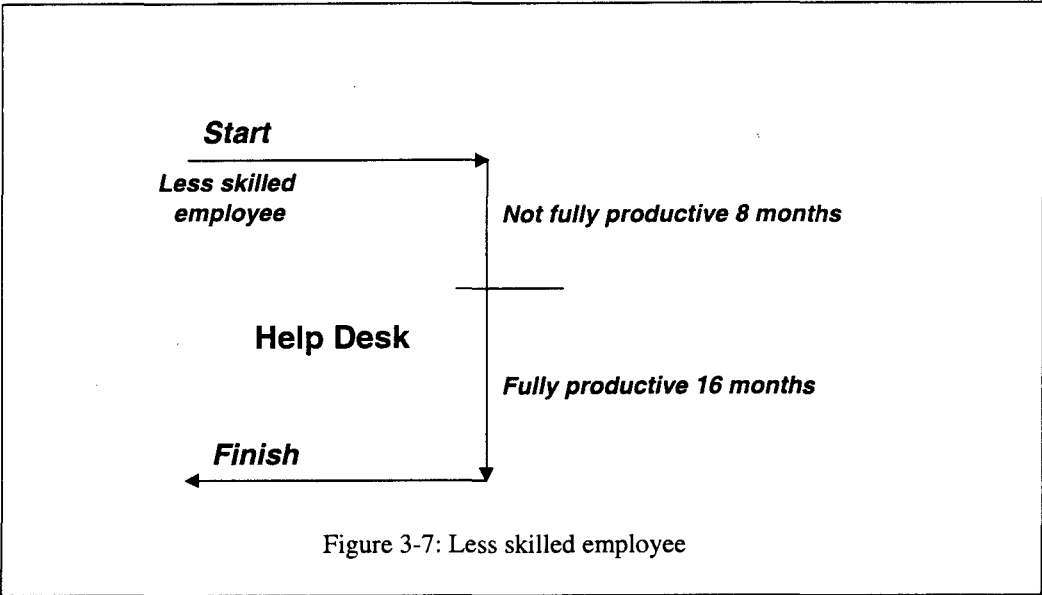 Start
Less skilled
employee
Not fully productive 8 months
Help Desk
Fully productive 16 months
Finish
Figure 3-7: Less skilled employee